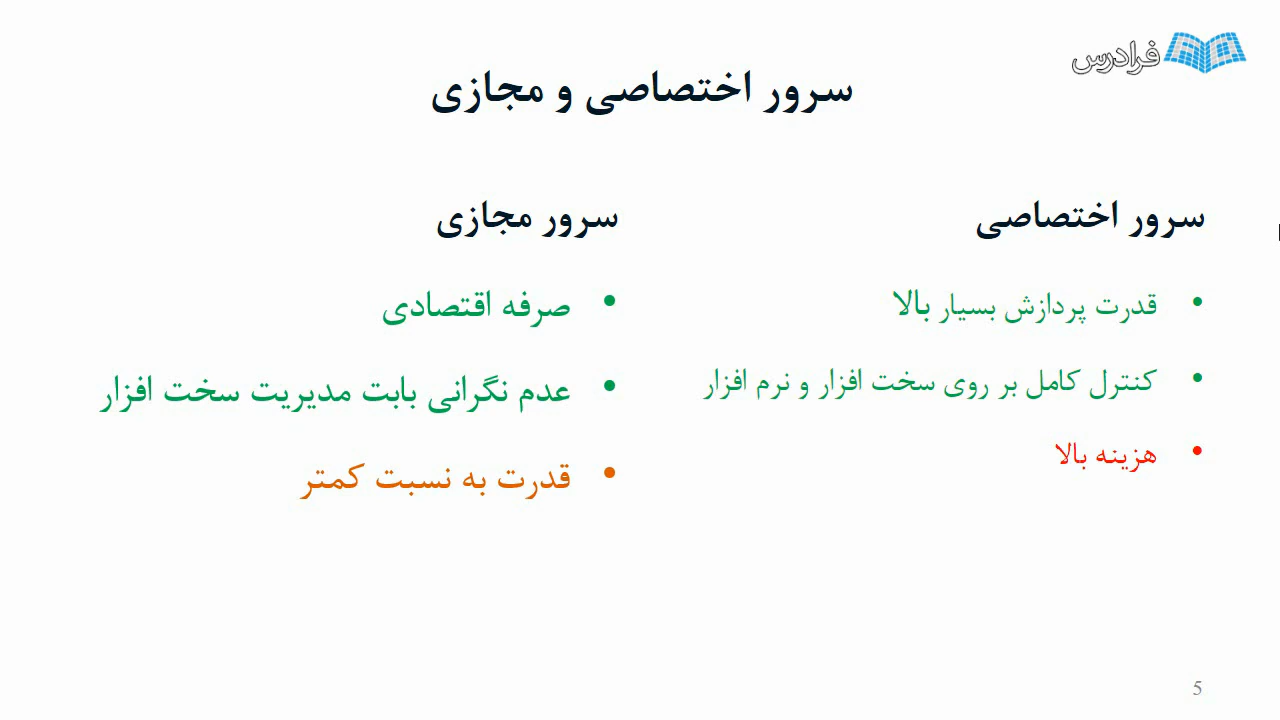 فرادرس
سرور اختصاصی و مجازی
سرور اختصاصی
• قدرت پردازش بسیار بالا
• کنترل کامل بر روی سخت افزار و نرم افزار
• هزینه بالا
سرور مجازی
• صرفه اقتصادی
• عدم نگرانی بابت مدیریت سخت افزار
• قدرت به نسبت کمتر
5